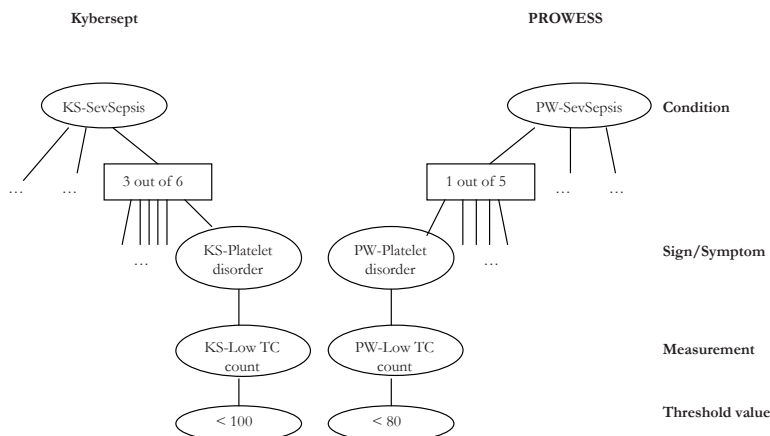 Kybersept
PROWESS
KS-SevSepsis
PW-SevSepsis
Condition
...
...
3 out of 6
1 out of 5
...
...
...
KS-Platelet
disorder
PW-Platelet
disorder
...
Sign/Symptom
KS-Low TC
count
PW-Low TC
count
Measurement
< 100
< 80
Threshold value